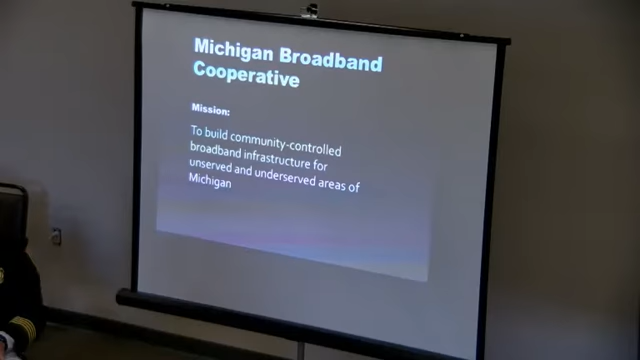 Michigan Broadband
Cooperative
Mission:
To build community-controlled
broadband infrastructure for
unserved and underserved areas of
Michigan